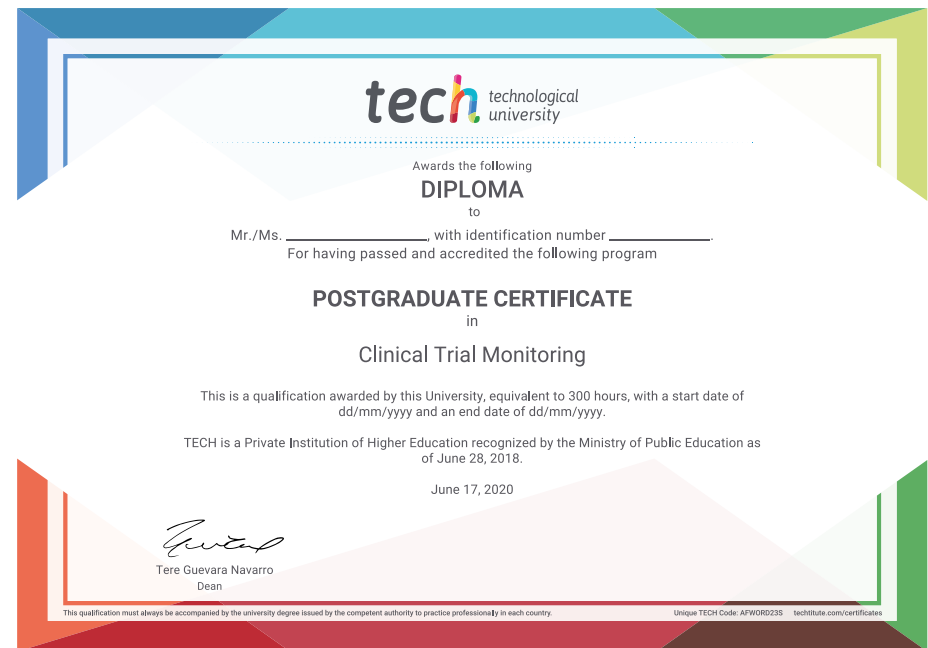 tech technological
university
Awards the following
DIPLOMA
to
Mr./Ms. ____________________, with identification number ______________.
For having passed and accredited the following program
POSTGRADUATE CERTIFICATE
in
Clinical Trial Monitoring
This is a qualification awarded by this University, equivalent to 300 hours, with a start date of
dd/mm/yyyy and an end date of dd/mm/yyyy.
TECH is a Private Institution of Higher Education recognized by the Ministry of Public Education as
of June 28, 2018.
June 17, 2020
Tere Guevara Navarro
Dean
This qualification must always be accompanied by the university degree issued by the competent authority to practice professionally in each country.
Unique TECH Code: AFWORD23S techtitute.com/certificates